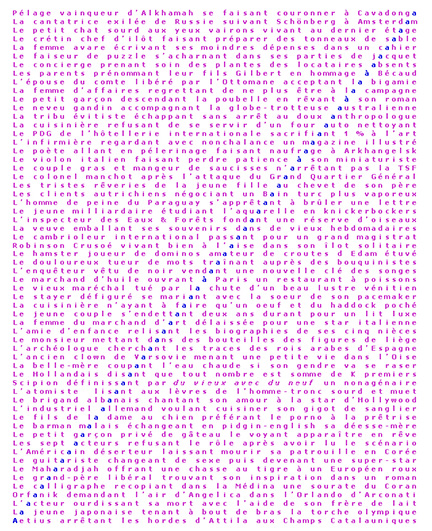 Pélage vainqueur d'Alkhamah se faisant couronner à Cavadonga
La cantatrice exilée de Russie suivant Schönberg à Amsterdam
Le petit chat sourd aux yeux vairons vivant au dernier étage
Le crétin chef d'îlot faisant préparer des tonneaux de sable
La femme avare écrivant ses moindres dépenses dans un cahier
Le faiseur de puzzle s'acharnant dans ses parties de jacquet
La concierge prenant soin des plantes des locataires absents
Les parents prénommant leur fils Gilbert en hommage à Bécaud
L'épouse du comte libéré par l'Ottomane acceptant la bigamie
La femme d'affaires regrettant de ne plus être à la campagne
Le petit garçon descendant la poubelle en rêvant à son roman
Le neveu gandin accompagnant la globe-trotteuse australienne
La tribu évitiste échappant sans arrêt au doux anthropologue
La cuisinière refusant de se servir d'un four auto nettoyant
Le PDG de l'hôtellerie internationale sacrifiant 1 % à l'art
L'infirmière regardant avec nonchalance un magazine illustré
Le poète allant en pèlerinage faisant naufrage à Arkhangelsk
Le violon italien faisant perdre patience à son miniaturiste
Le couple gras et mangeur de saucisses n'arrêtant pas la TSF
Le colonel manchot après l'attaque du Grand Quartier Général
Les tristes rêveries de la jeune fille au chevet de son père
Les clients autrichiens négociant un Bain turc plus vaporeux
L'homme de peine du Paraguay s'apprêtant à brûler une lettre
Le jeune milliardaire étudiant l'aquarelle en knickerbockers
L'inspecteur des Eaux & Forêts fondant une réserve d'oiseaux
La veuve emballant ses souvenirs dans de vieux hebdomadaires
Le cambrioleur international passant pour un grand magistrat
Robinson Crusoé vivant bien à l'aise dans son îlot solitaire
Le hamster joueur de dominos amateur de croutes d'Edam étuvé
Le douloureux tueur de mots traînant auprès des bouquinistes
L'enquêteur vêtu de noir vendant une nouvelle clé des songes
Le marchand d'huile ouvrant à Paris un restaurant à poissons
Le vieux maréchal tué par la chute d'un beau lustre vénitien
Le stayer défiguré se mariant avec la soeur de son pacemaker
La cuisinière n'ayant à faire qu'un oeuf et du haddock poché
Le jeune couple s'endettant deux ans durant pour un lit luxe
La femme du marchand d'art délaissée pour une star italienne
L'amie d'enfance relisant les biographies de ses cinq nièces
Le monsieur mettant dans des bouteilles des figures de liège
L'archéologue cherchant les traces des rois arabes d'Espagne
L'ancien clown de Varsovie menant une petite vie dans l'Oise
La belle-mère coupant l'eau chaude si son gendre va se raser
Le Hollandais disant que tout nombre est somme de K premiers
Scipion définissant par du vieux avec du neuf un nonagénaire
L'atomiste lisant aux lèvres de l'homme-tronc sourd et muet
Le brigand albanais chantant son amour à la star d'Hollywood
L'industriel allemand voulant cuisiner son gigot de sanglier
Le fils de la dame au chien préférant le porno à la prêtrise
Le barman malais échangeant en pidgin-english sa déesse-mère
Le petit garçon privé de gâteau le voyant apparaître en rêve
Les sept acteurs refusant le rôle après avoir lu le scénario
L'Américain déserteur laissant mourir sa patrouille en Corée
Le guitariste changeant de sexe puis devenant une super-star
Le Maharadjah offrant une chasse au tigre à un Européen roux
Le grand-père libéral trouvant son inspiration dans un roman
Le calligraphe recopiant dans la Médina une sourate du Coran
Orfanik demandant l'air d'Angelica dans l'Orlando d'Arconati
L'acteur ourdissant sa mort avec l'aide de son frère de lait
La jeune japonaise tenant à bout de bras la torche olympique
Aetius arrêtant les hordes d'Attila aux Champs Catalauniques